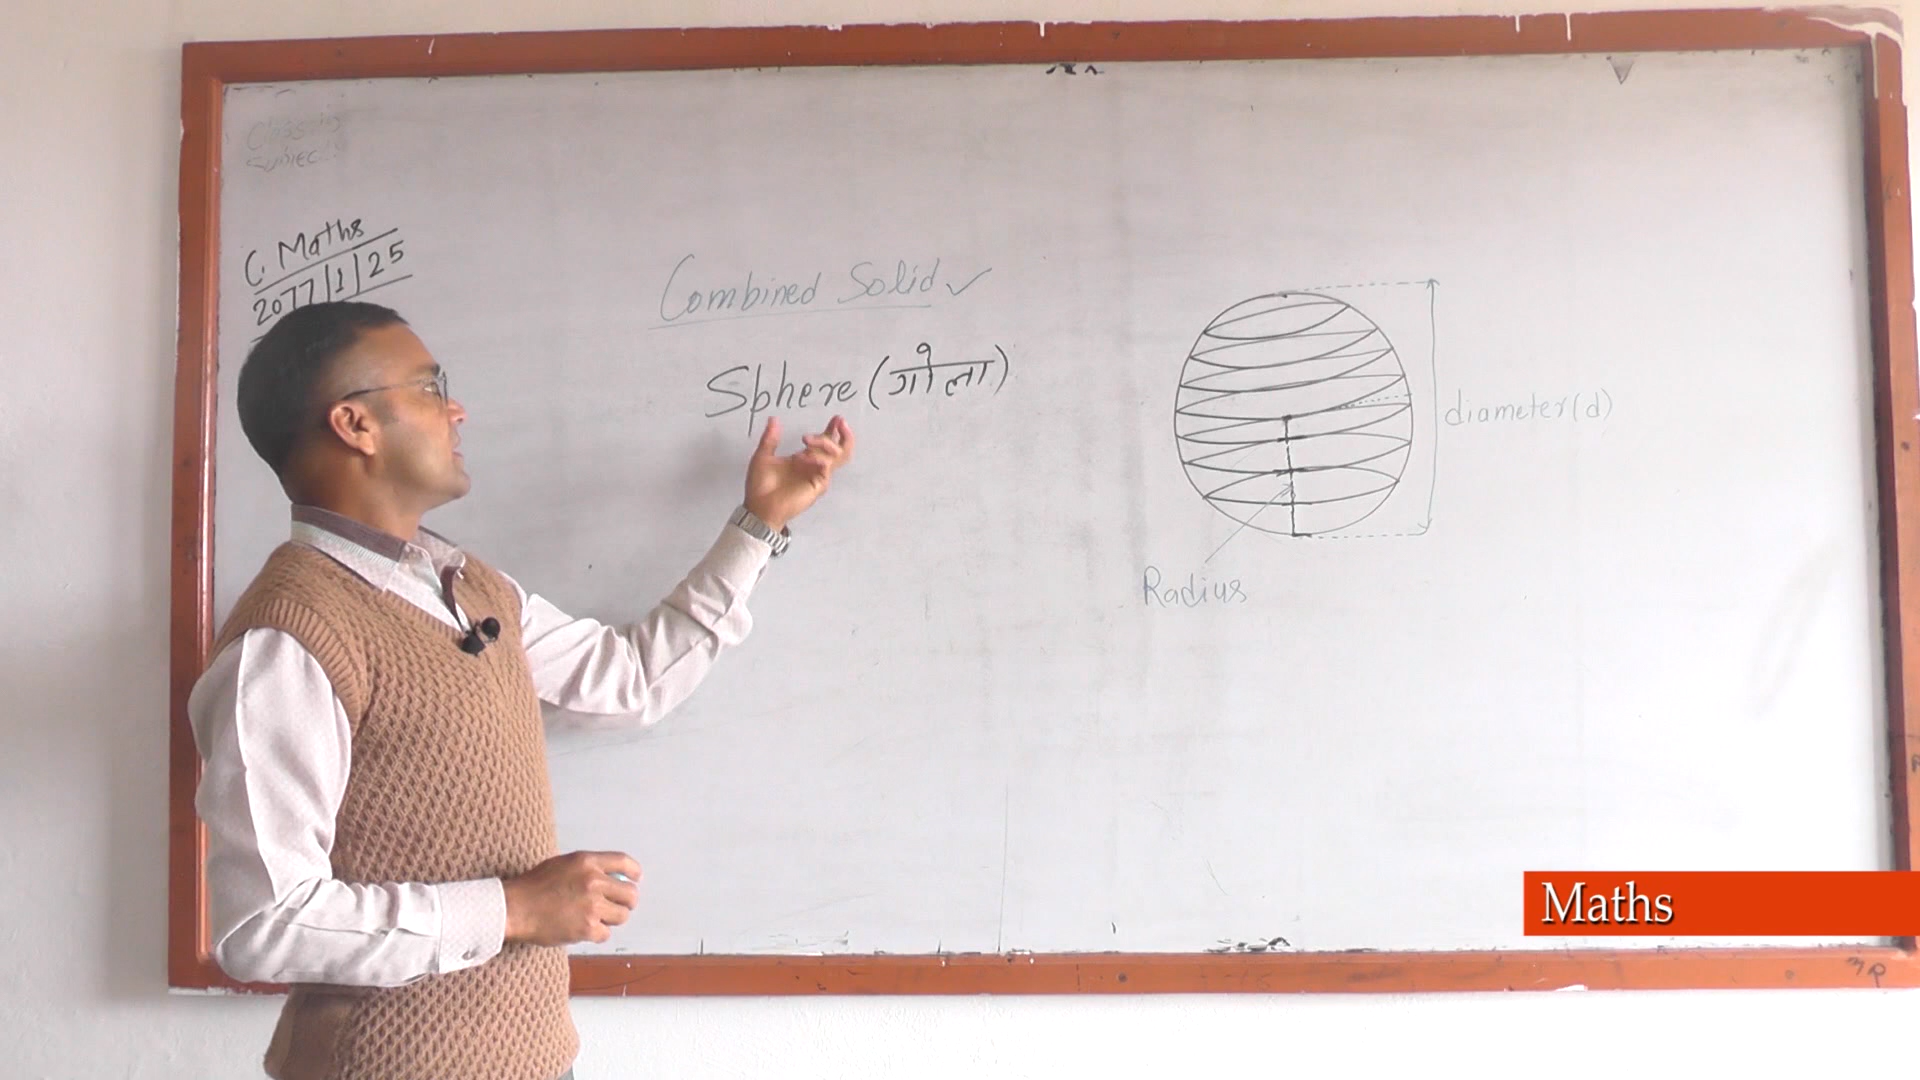 C. Maths
2077|1|25
Combined Solid ✓
Sphere (गोला)
diameter(d)
Radius
Maths